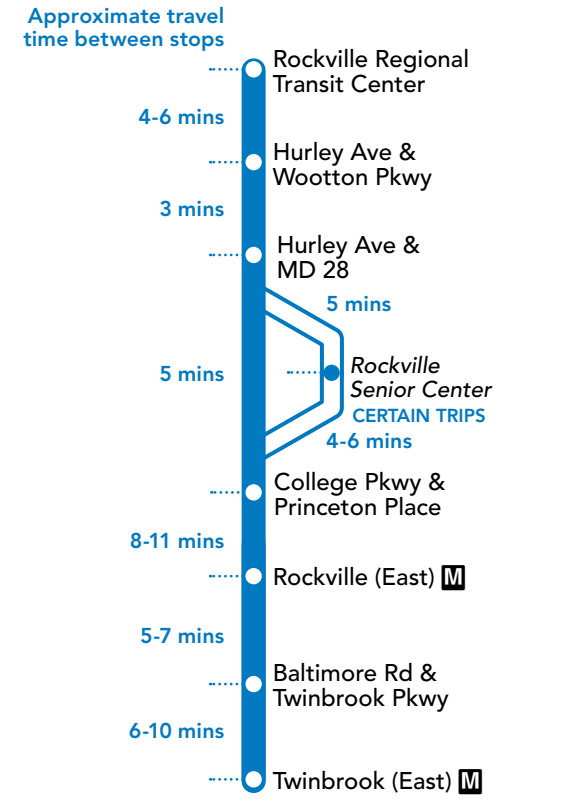 Approximate travel
time between stops
Rockville Regional
Transit Center
4-6 mins
Hurley Ave &
Wootton Pkwy
3 mins
Hurley Ave &
MD 28
5 mins
5 mins
Rockville
Senior Center
CERTAIN TRIPS
4-6 mins
College Pkwy &
Princeton Place
8-11 mins
Rockville (East) M
5-7 mins
Baltimore Rd &
Twinbrook Pkwy
6-10 mins
Twinbrook (East) M